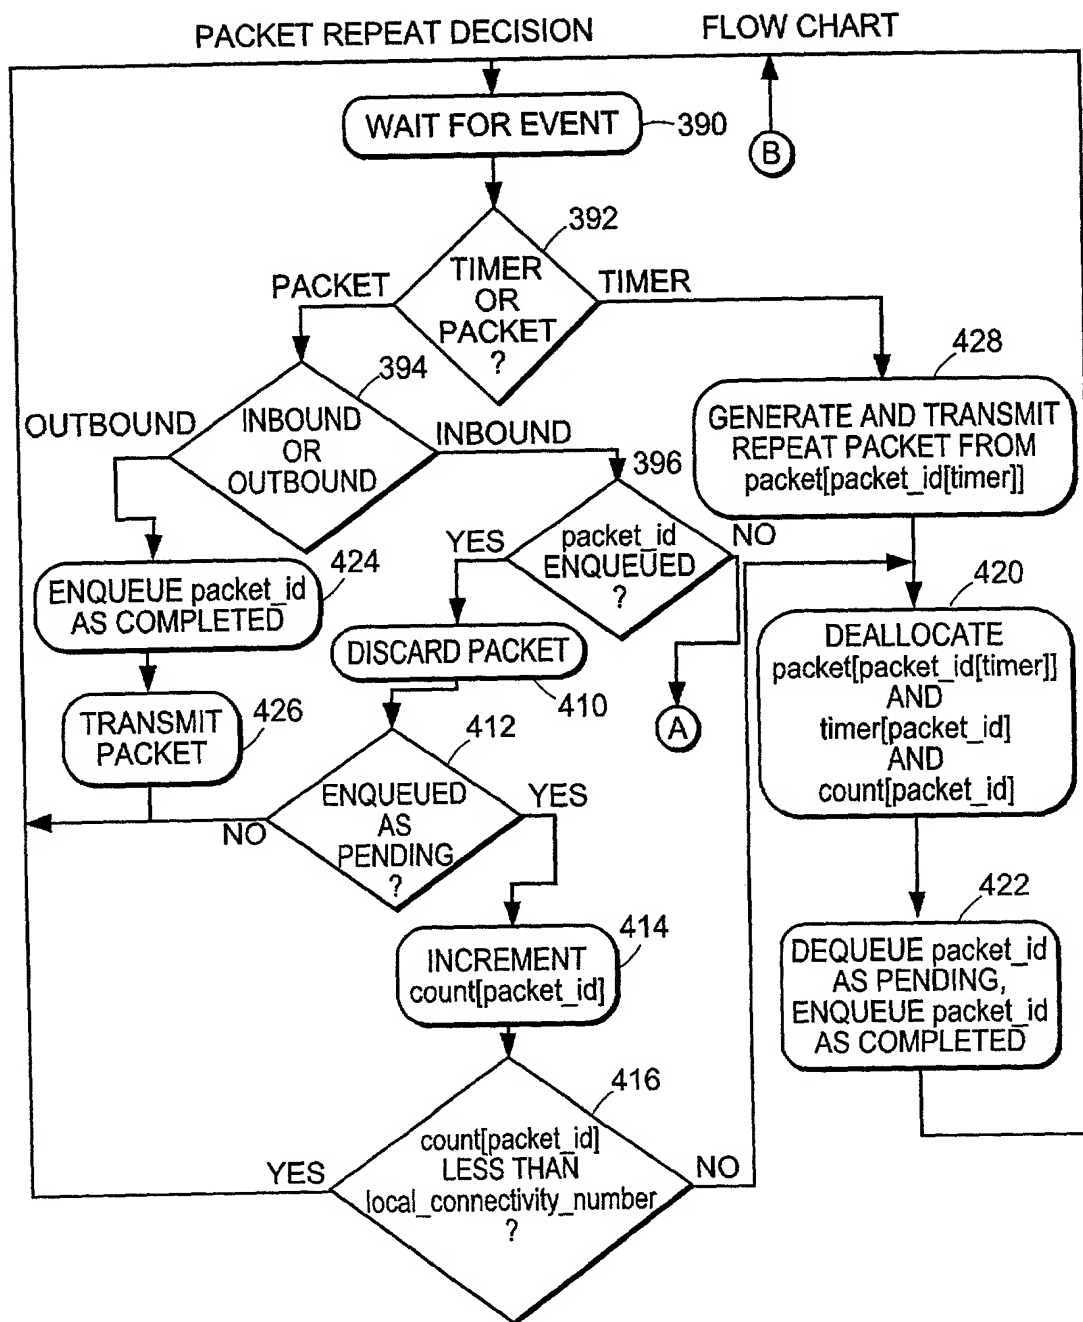 PACKET REPEAT DECISION FLOW CHART
WAIT FOR EVENT
390
B
392
TIMER
OR
PACKET
?
PACKET
TIMER
394
INBOUND
OR
OUTBOUND
OUTBOUND
INBOUND
428
GENERATE AND TRANSMIT
REPEAT PACKET FROM
packet[packet_id[timer]]
396
packet_id
ENQUEUED
?
YES
NO
424
ENQUEUE packet_id
AS COMPLETED
DISCARD PACKET
410
A
420
DEALLOCATE
packet[packet_id[timer]]
AND
timer[packet_id]
AND
count[packet_id]
TRANSMIT
PACKET
426
412
ENQUEUED
AS
PENDING
?
NO
YES
414
INCREMENT
count[packet_id]
422
DEQUEUE packet_id
AS PENDING,
ENQUEUE packet_id
AS COMPLETED
416
count[packet_id]
LESS THAN
local_connectivity_number
?
YES
NO